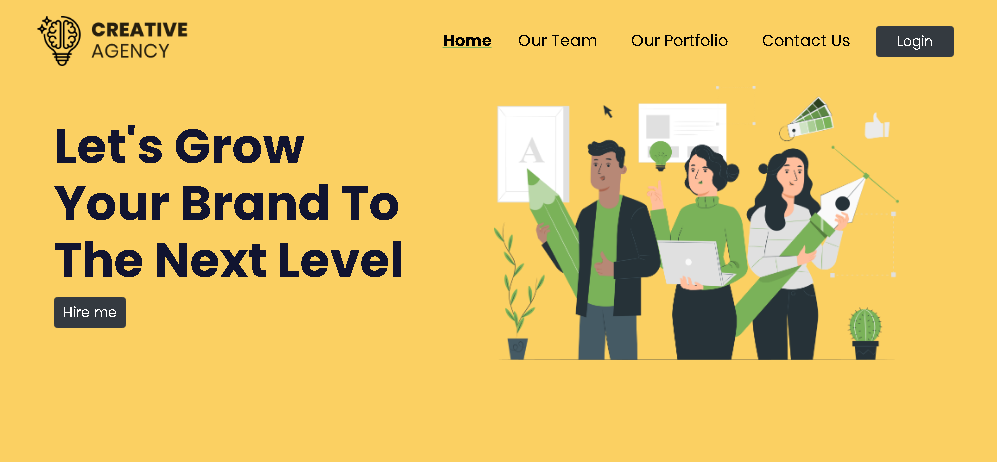 CREATIVE
AGENCY
Home Our Team Our Portfolio Contact Us Login
Let's Grow
Your Brand To
The Next Level
Hire me
A